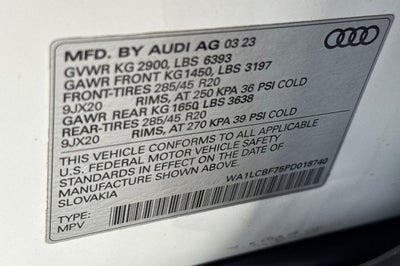 MFD. BY AUDI AG 03 23
GVWR KG 2900, LBS 6393
GAWR FRONT KG1450, LBS 3197
FRONT-TIRES 285/45 R20
9JX20 RIMS, AT 250 KPA 36 PSI COLD
GAWR REAR KG 1650 LBS 3638
REAR-TIRES 285/45 R20
9JX20 RIMS, AT 270 KPA 39 PSI COLD
THIS VEHICLE CONFORMS TO ALL APPLICABLE
U.S. FEDERAL MOTOR VEHICLE SAFETY
STANDARDS IN EFFECT ON THE DATE OF
MANUFACTURE SHOWN ABOVE.
SLOVAKIA
WA1LCBF75PD018740
TYPE:
MPV